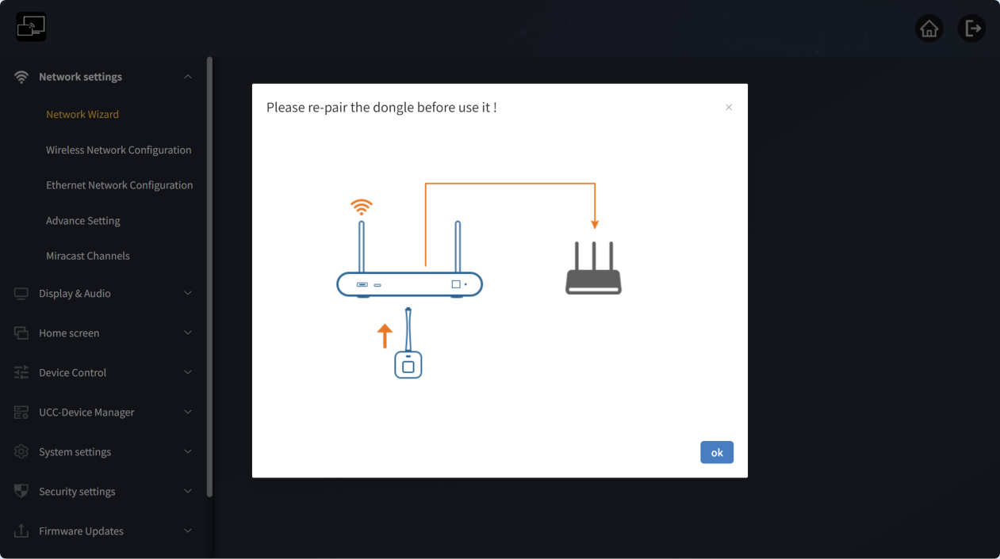 Network settings
Network Wizard
Wireless Network Configuration
Ethernet Network Configuration
Advance Setting
Miracast Channels
Display & Audio
Home screen
Device Control
UCC-Device Manager
System settings
Security settings
Firmware Updates
Please re-pair the dongle before use it !
ok